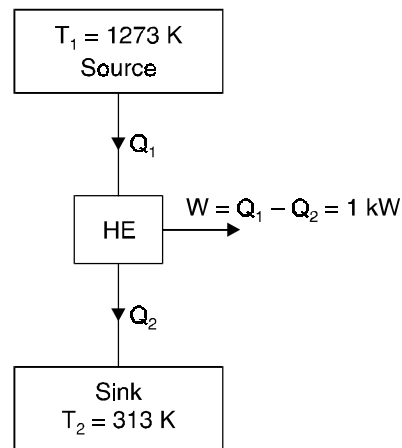 T₁ = 1273 K
Source
Q₁
HE
W = Q₁ – Q₂ = 1 kW
Q₂
Sink
T₂ = 313 K